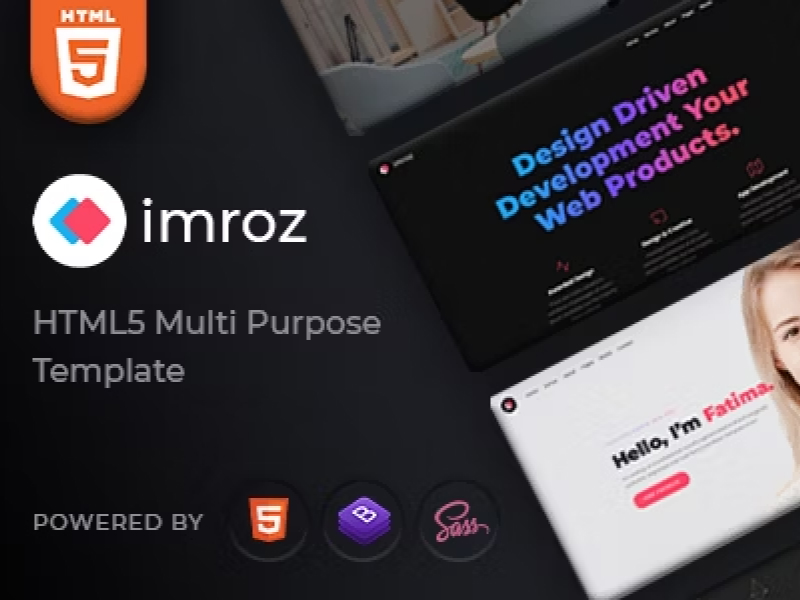 HTML
5
imroz
HTML5 Multi Purpose
Template
POWERED BY
5
B
Sass
Design Driven
Development Your
Web Products.
Hello, I'm Fatima.